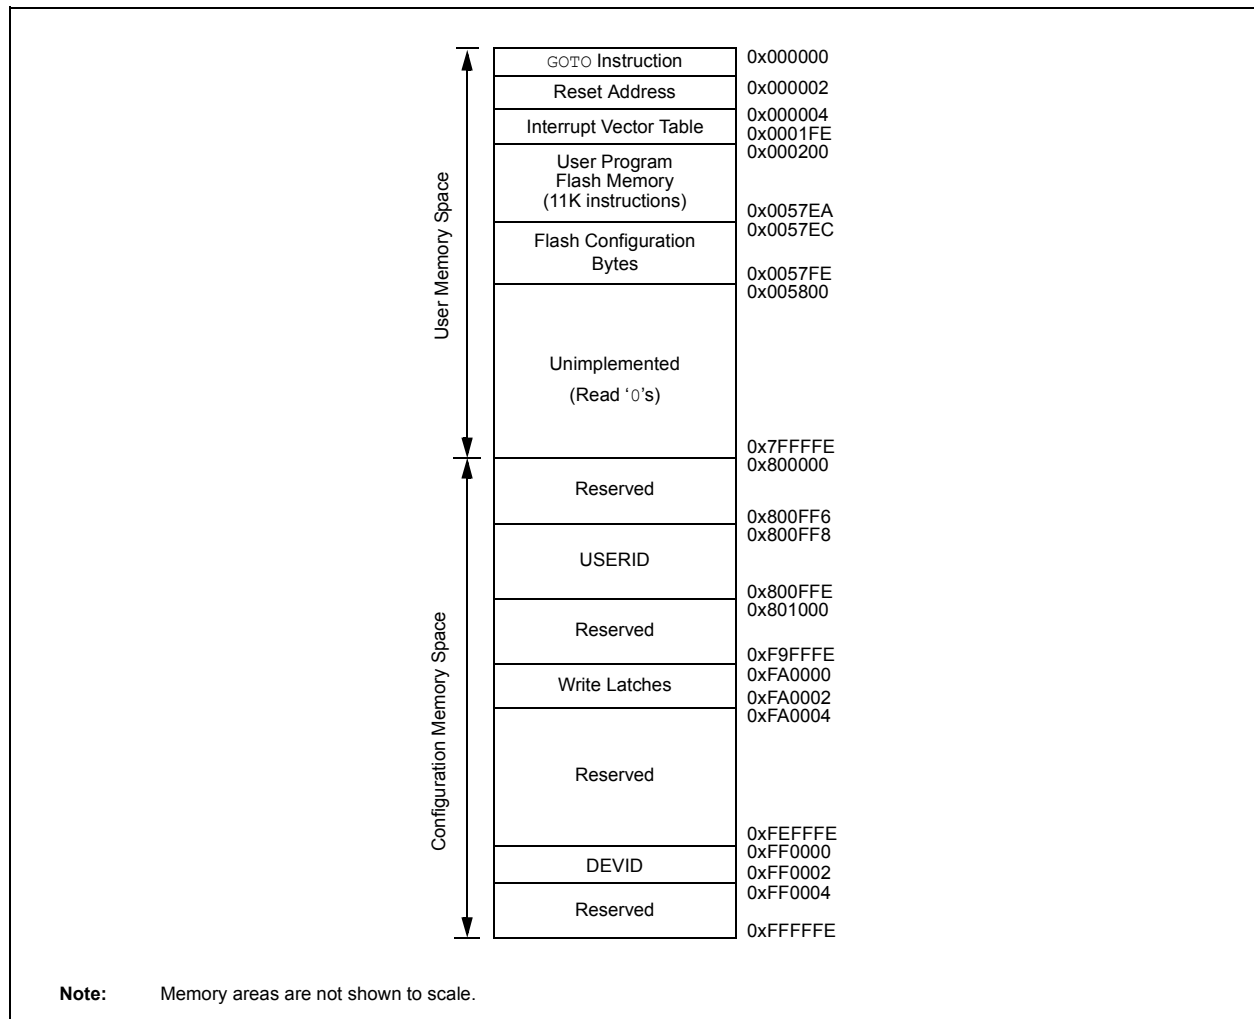 GOTO Instruction
0x000000
Reset Address
0x000002
Interrupt Vector Table
0x000004
0x0001FE
User Program
Flash Memory
(11K instructions)
0x000200
0x0057EA
Flash Configuration
Bytes
0x0057EC
0x0057FE
Unimplemented
(Read ‘0’s)
0x005800
0x7FFFFE
User Memory Space
Reserved
0x800000
0x800FF6
USERID
0x800FF8
0x800FFE
Reserved
0x801000
0xF9FFFE
Write Latches
0xFA0000
0xFA0002
Reserved
0xFA0004
0xFEFFFE
DEVID
0xFF0000
0xFF0002
Reserved
0xFF0004
0xFFFFFE
Configuration Memory Space
Note: Memory areas are not shown to scale.